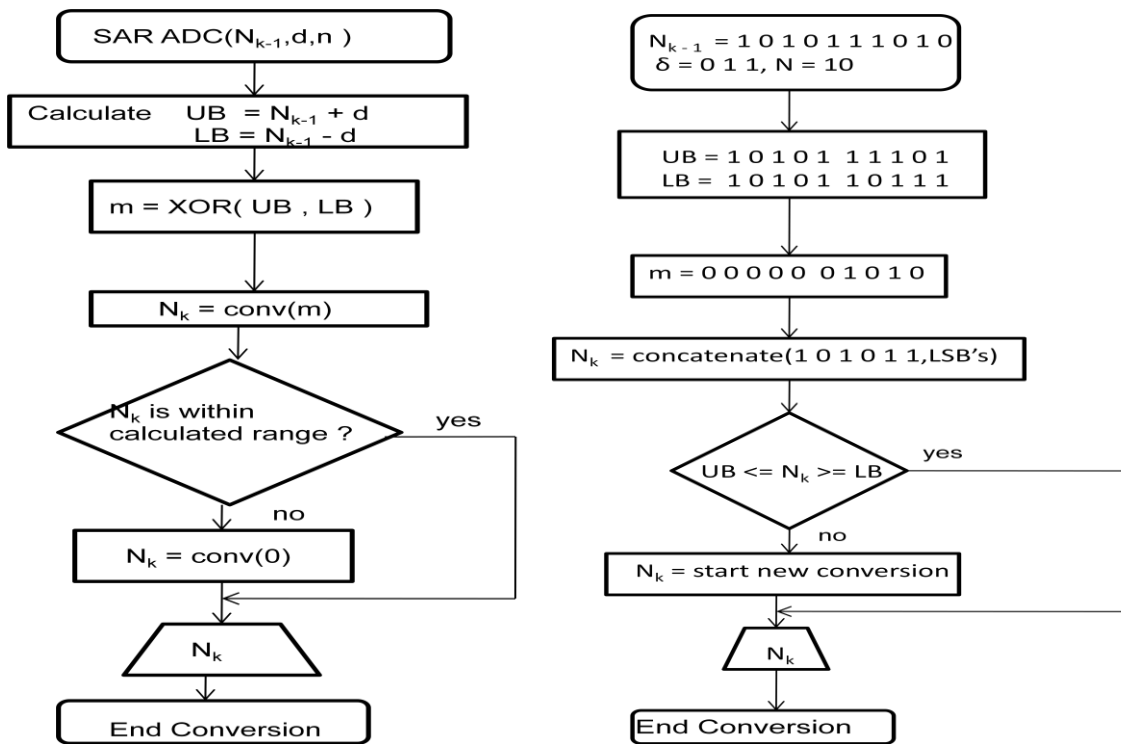 SAR ADC(Nk-1,d,n )
Calculate UB = Nk-1 + d
LB = Nk-1 - d
m = XOR( UB , LB )
Nk = conv(m)
Nk is within
calculated range ?
yes
no
Nk = conv(0)
Nk
End Conversion
Nk - 1 = 1 0 1 0 1 1 1 0 1 0
δ = 0 1 1, N = 10
UB = 1 0 1 0 1 1 1 1 0 1
LB = 1 0 1 0 1 1 0 1 1 1
m = 0 0 0 0 0 0 1 0 1 0
Nk = concatenate(1 0 1 0 1 1,LSB's)
UB <= Nk >= LB
yes
no
Nk = start new conversion
Nk
End Conversion